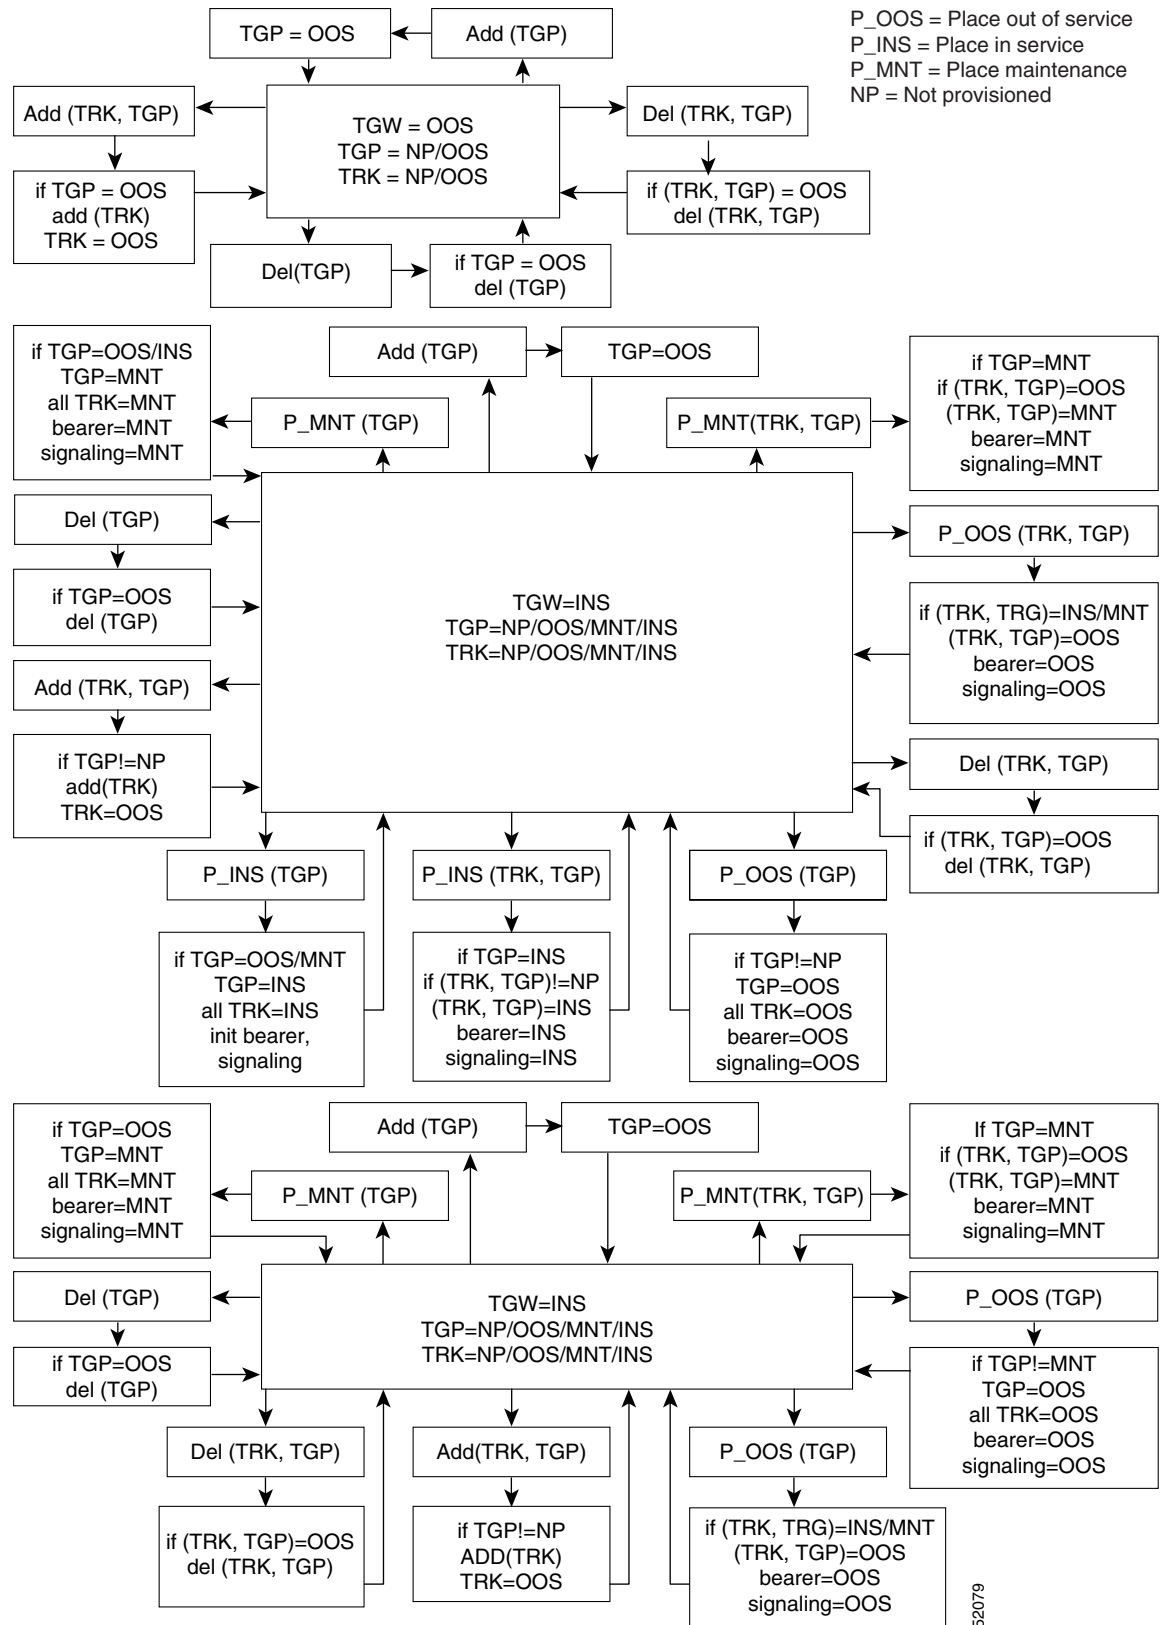 P_OOS = Place out of service
P_INS = Place in service
P_MNT = Place maintenance
NP = Not provisioned
TGP = OOS
Add (TGP)
Add (TRK, TGP)
TGW = OOS
TGP = NP/OOS
TRK = NP/OOS
Del (TRK, TGP)
if TGP = OOS
add (TRK)
TRK = OOS
if (TRK, TGP) = OOS
del (TRK, TGP)
Del(TGP)
if TGP = OOS
del (TGP)
if TGP=OOS/INS
TGP=MNT
all TRK=MNT
bearer=MNT
signaling=MNT
Add (TGP)
TGP=OOS
P_MNT (TGP)
P_MNT(TRK, TGP)
if TGP=MNT
if (TRK, TGP)=OOS
(TRK, TGP)=MNT
bearer=MNT
signaling=MNT
Del (TGP)
if TGP=OOS
del (TGP)
Add (TRK, TGP)
if TGP!=NP
add(TRK)
TRK=OOS
TGW=INS
TGP=NP/OOS/MNT/INS
TRK=NP/OOS/MNT/INS
P_OOS (TRK, TGP)
if (TRK, TRG)=INS/MNT
(TRK, TGP)=OOS
bearer=OOS
signaling=OOS
Del (TRK, TGP)
if (TRK, TGP)=OOS
del (TRK, TGP)
P_INS (TGP)
if TGP=OOS/MNT
TGP=INS
all TRK=INS
init bearer,
signaling
P_INS (TRK, TGP)
if TGP=INS
if (TRK, TGP)!=NP
(TRK, TGP)=INS
bearer=INS
signaling=INS
P_OOS (TGP)
if TGP!=NP
TGP=OOS
all TRK=OOS
bearer=OOS
signaling=OOS
if TGP=OOS
TGP=MNT
all TRK=MNT
bearer=MNT
signaling=MNT
Add (TGP)
TGP=OOS
P_MNT (TGP)
P_MNT(TRK, TGP)
If TGP=MNT
if (TRK, TGP)=OOS
(TRK, TGP)=MNT
bearer=MNT
signaling=MNT
Del (TGP)
if TGP=OOS
del (TGP)
TGW=INS
TGP=NP/OOS/MNT/INS
TRK=NP/OOS/MNT/INS
P_OOS (TGP)
if TGP!=MNT
TGP=OOS
all TRK=OOS
bearer=OOS
signaling=OOS
Del (TRK, TGP)
if (TRK, TGP)=OOS
del (TRK, TGP)
Add(TRK, TGP)
if TGP!=NP
ADD(TRK)
TRK=OOS
P_OOS (TGP)
if (TRK, TRG)=INS/MNT
(TRK, TGP)=OOS
bearer=OOS
signaling=OOS
52079